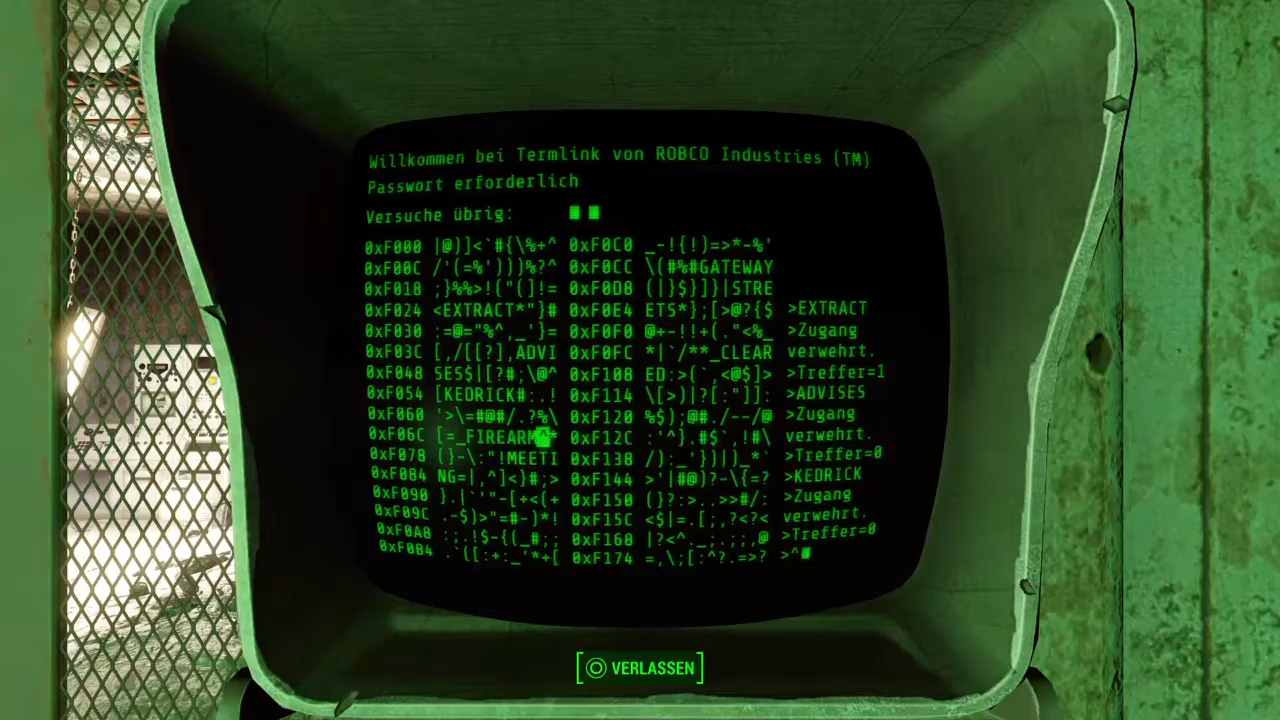 Willkommen bei Termlink von ROBCO Industries (TM)
Passwort erforderlich
Versuche übrig: ■ ■
0xF000 |@)]<`#{\%+^ 0xF0C0 _-!{!)=>*-%'
0xF00C /'(=%')))%?^ 0xF0CC \(#%#GATEWAY
0xF018 ;}%%>!("(]!= 0xF0D8 (|}$}]}|STRE
0xF024 <EXTRACT*"}# 0xF0E4 ETS*};[>@?{$ >EXTRACT
0xF030 :=@="%^,_'}= 0xF0F0 @+-!!+(."<%_ >Zugang
0xF03C [,/[[?],ADVI 0xF0FC *|`/**_CLEAR verwehrt.
0xF048 SES$|[?#;\@^ 0xF108 ED:>(`,<@$]> >Treffer=1
0xF054 [KEDRICK#:.! 0xF114 \[>)|?[:"]]: >ADVISES
0xF060 '>\=#@#/.?%\ 0xF120 %$);@#./--/@ >Zugang
0xF06C [=_FIREARM^* 0xF12C :'^}.#$`,!#\ verwehrt.
0xF078 (}-\:"!MEETI 0xF138 /):_'})|)_*` >Treffer=0
0xF084 NG=|,^]<}#;> 0xF144 >'|#@)?-\{=? >KEDRICK
0xF090 }.|`'"-[+<(+ 0xF150 (}?:>..>>#/: >Zugang
0xF09C .-$)>"=#-)*! 0xF15C <$|=.[;,?<?< verwehrt.
0xF0A8 :;.!$-{(_#;; 0xF168 |?<^._;.;;,@ >Treffer=0
0xF0B4 .`([:+:_'*+[ 0xF174 =,\;[:^?.=>? >^■
[◎ VERLASSEN]